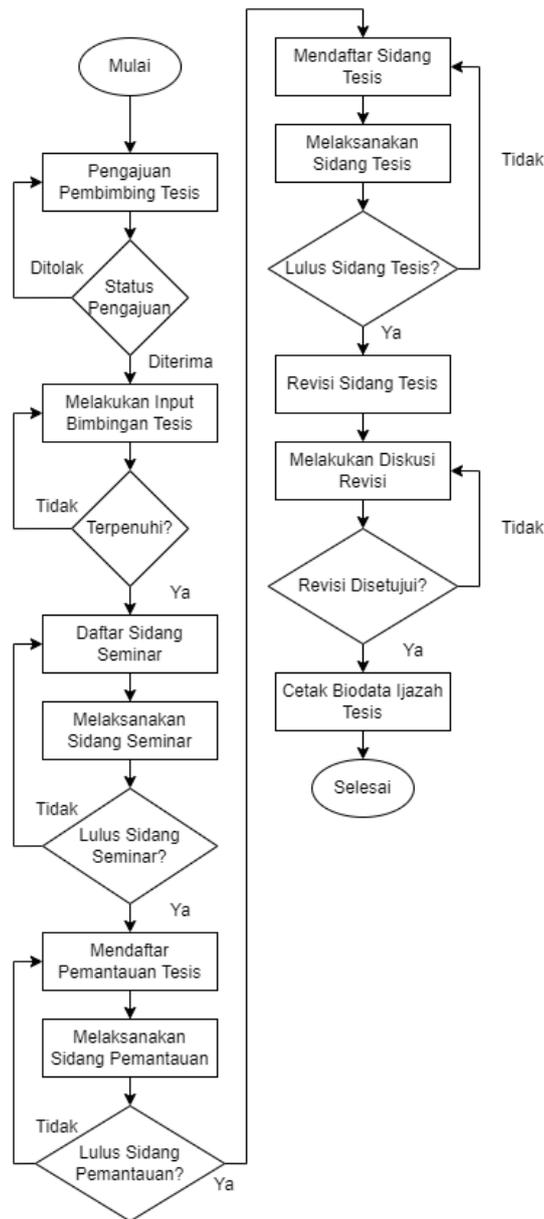 Mulai
Pengajuan
Pembimbing Tesis
Ditolak
Status
Pengajuan
Diterima
Melakukan Input
Bimbingan Tesis
Tidak
Terpenuhi?
Ya
Daftar Sidang
Seminar
Melaksanakan
Sidang Seminar
Tidak
Lulus Sidang
Seminar?
Ya
Mendaftar
Pemantauan Tesis
Melaksanakan
Sidang Pemantauan
Tidak
Lulus Sidang
Pemantauan?
Ya
Mendaftar Sidang
Tesis
Melaksanakan
Sidang Tesis
Tidak
Lulus Sidang Tesis?
Ya
Revisi Sidang Tesis
Melakukan Diskusi
Revisi
Tidak
Revisi Disetujui?
Ya
Cetak Biodata Ijazah
Tesis
Selesai